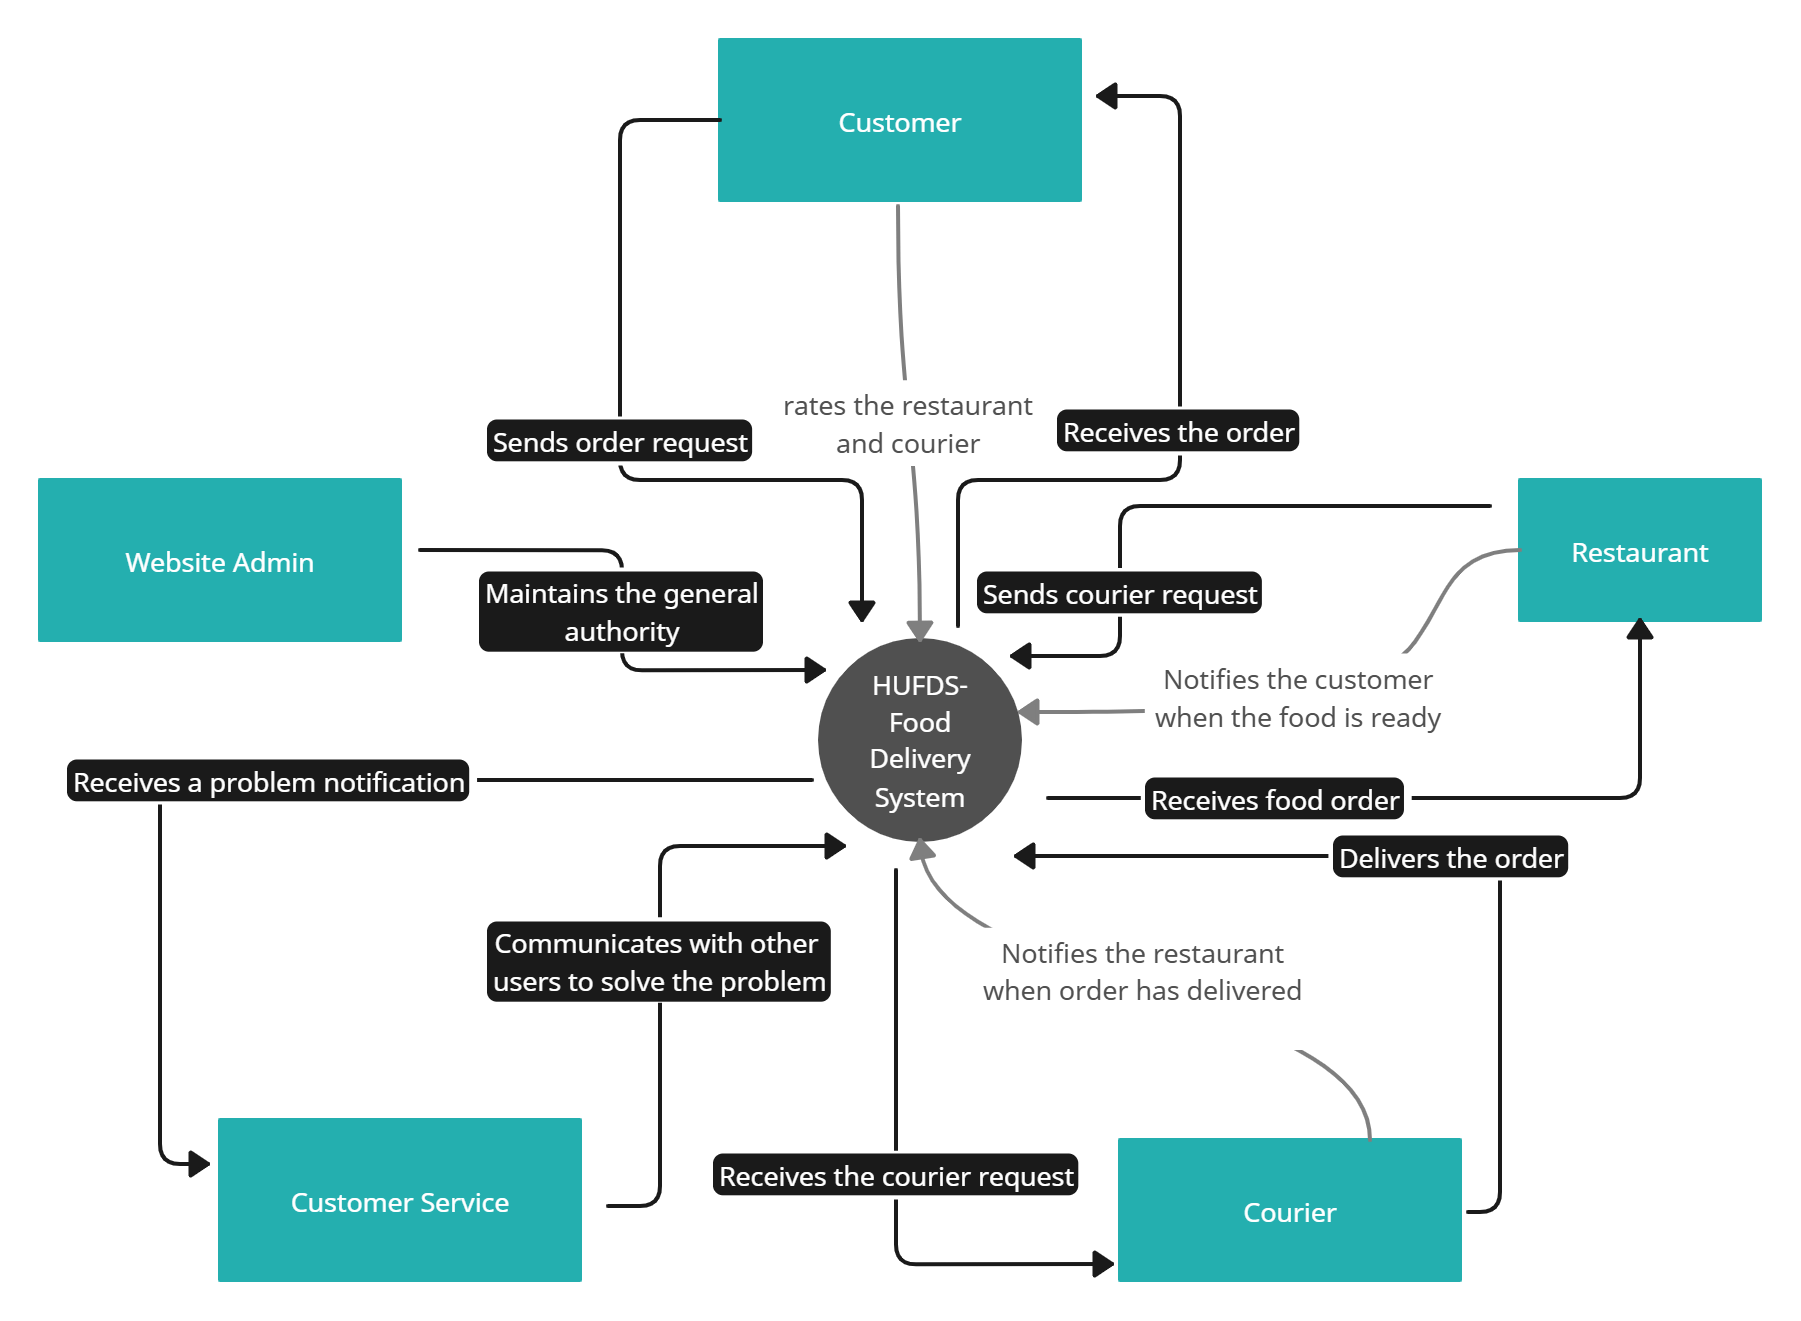 Customer
rates the restaurant
and courier
Sends order request
Receives the order
Website Admin
Maintains the general
authority
Sends courier request
Restaurant
Notifies the customer
when the food is ready
HUFDS-
Food
Delivery
System
Receives a problem notification
Receives food order
Delivers the order
Communicates with other
users to solve the problem
Notifies the restaurant
when order has delivered
Receives the courier request
Customer Service
Courier